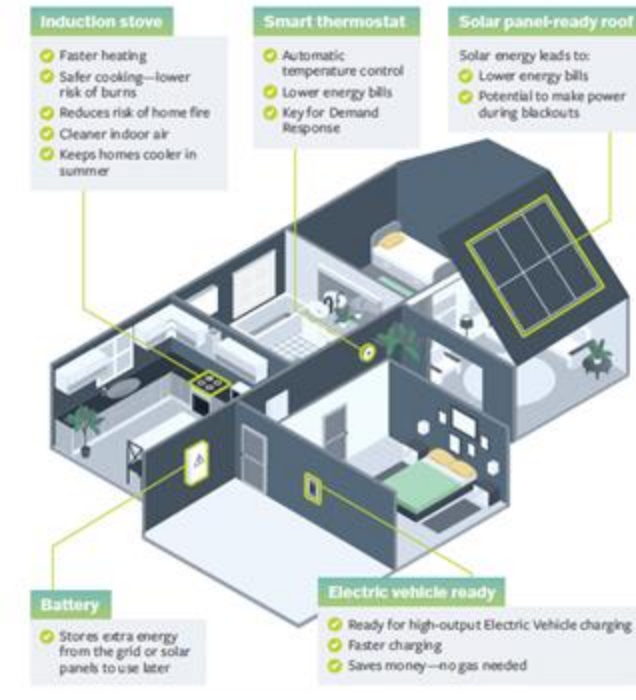 Induction stove
Faster heating
Safer cooking—lower
risk of burns
Reduces risk of home fire
Cleaner indoor air
Keeps homes cooler in
summer
Smart thermostat
Automatic
temperature control
Lower energy bills
Key for Demand
Response
Solar panel-ready roof
Solar energy leads to:
Lower energy bills
Potential to make power
during blackouts
Battery
Stores extra energy
from the grid or solar
panels to use later
Electric vehicle ready
Ready for high-output Electric Vehicle charging
Faster charging
Saves money—no gas needed